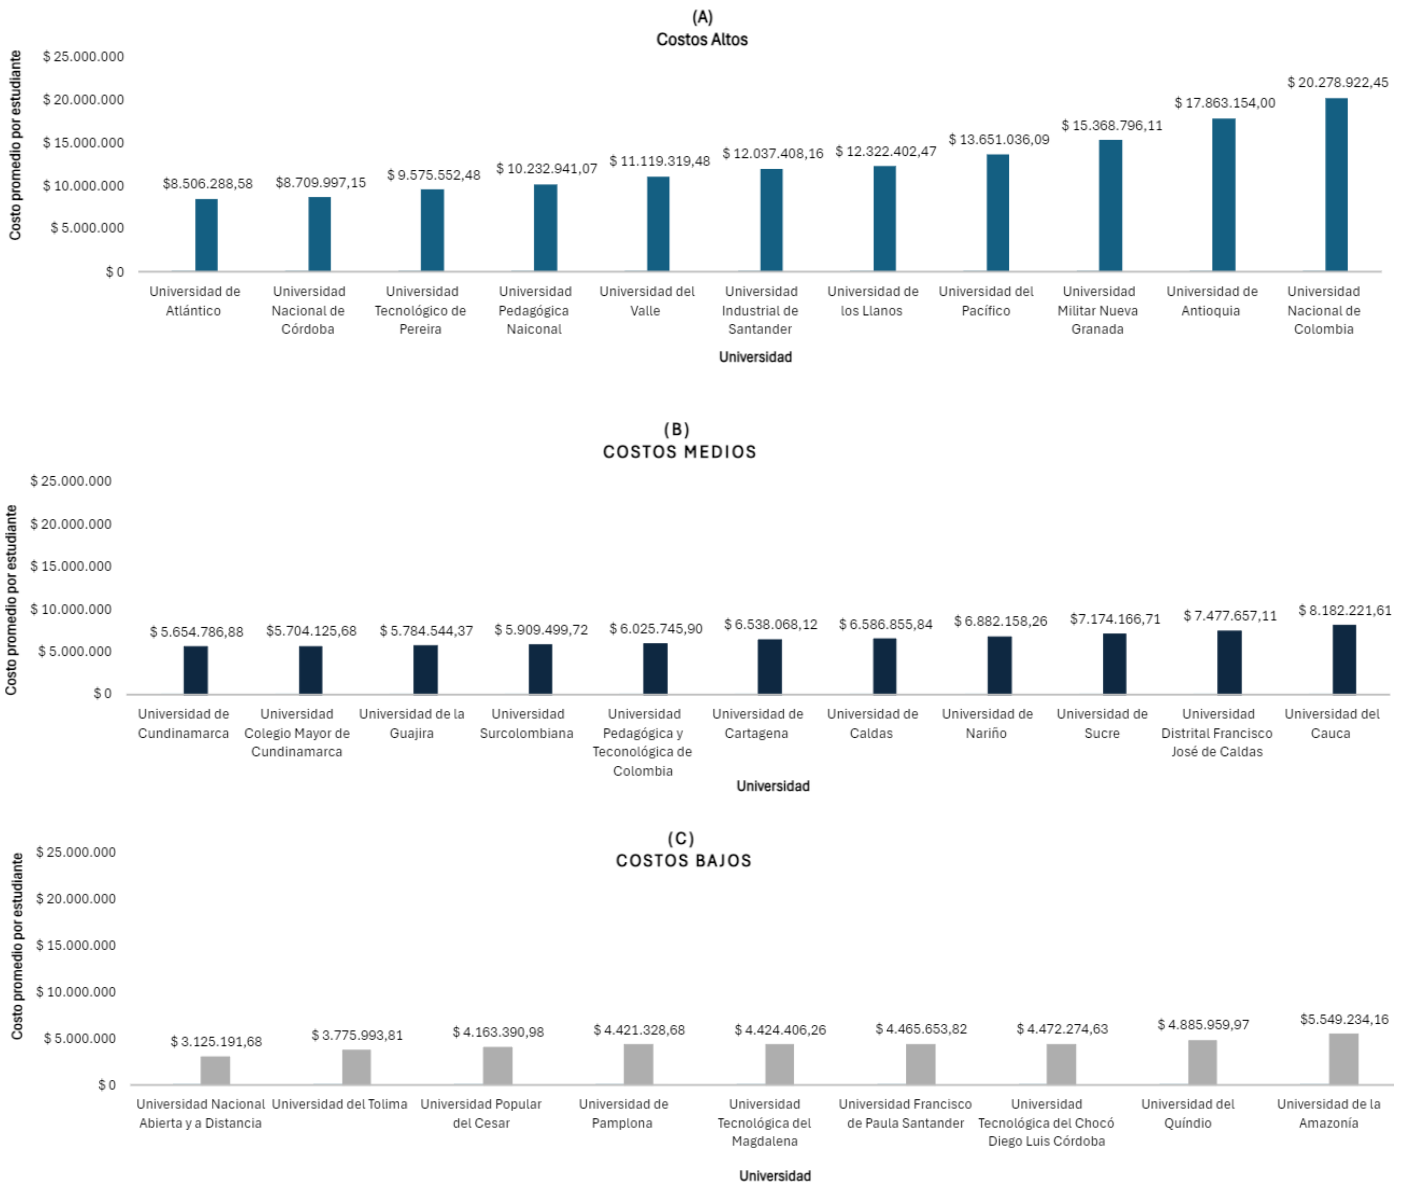 (A)
Costos Altos
Costo promedio por estudiante
$ 25.000.000
$ 20.000.000
$ 15.000.000
$ 10.000.000
$ 5.000.000
$ 0
$8.506.288,58
$8.709.997,15
$ 9.575.552,48
$ 10.232.941,07
$ 11.119.319,48
$ 12.037.408,16
$ 12.322.402,47
$ 13.651.036,09
$ 15.368.796,11
$ 17.863.154,00
$ 20.278.922,45
Universidad de
Atlántico
Universidad
Nacional de
Córdoba
Universidad
Tecnológico de
Pereira
Universidad
Pedagógica
Naiconal
Universidad del
Valle
Universidad
Industrial de
Santander
Universidad de
los Llanos
Universidad del
Pacífico
Universidad
Militar Nueva
Granada
Universidad de
Antioquia
Universidad
Nacional de
Colombia
Universidad
(B)
COSTOS MEDIOS
Costo promedio por estudiante
$ 25.000.000
$ 20.000.000
$ 15.000.000
$ 10.000.000
$ 5.000.000
$ 0
$ 5.654.786,88
$5.704.125,68
$ 5.784.544,37
$ 5.909.499,72
$ 6.025.745,90
$ 6.538.068,12
$ 6.586.855,84
$ 6.882.158,26
$7.174.166,71
$ 7.477.657,11
$ 8.182.221,61
Universidad de
Cundinamarca
Universidad
Colegio Mayor de
Cundinamarca
Universidad de la
Guajira
Universidad
Surcolombiana
Universidad
Pedagógica y
Teconológica de
Colombia
Universidad de
Cartagena
Universidad de
Caldas
Universidad de
Nariño
Universidad de
Sucre
Universidad
Distrital Francisco
José de Caldas
Universidad del
Cauca
Universidad
(C)
COSTOS BAJOS
Costo promedio por estudiante
$ 25.000.000
$ 20.000.000
$ 15.000.000
$ 10.000.000
$ 5.000.000
$ 0
$ 3.125.191,68
$ 3.775.993,81
$ 4.163.390,98
$ 4.421.328,68
$ 4.424.406,26
$ 4.465.653,82
$ 4.472.274,63
$ 4.885.959,97
$5.549.234,16
Universidad Nacional
Abierta y a Distancia
Universidad del Tolima
Universidad Popular
del Cesar
Universidad de
Pamplona
Universidad
Tecnológica del
Magdalena
Universidad Francisco
de Paula Santander
Universidad
Tecnológica del Chocó
Diego Luis Córdoba
Universidad del
Quíndio
Universidad de la
Amazonía
Universidad